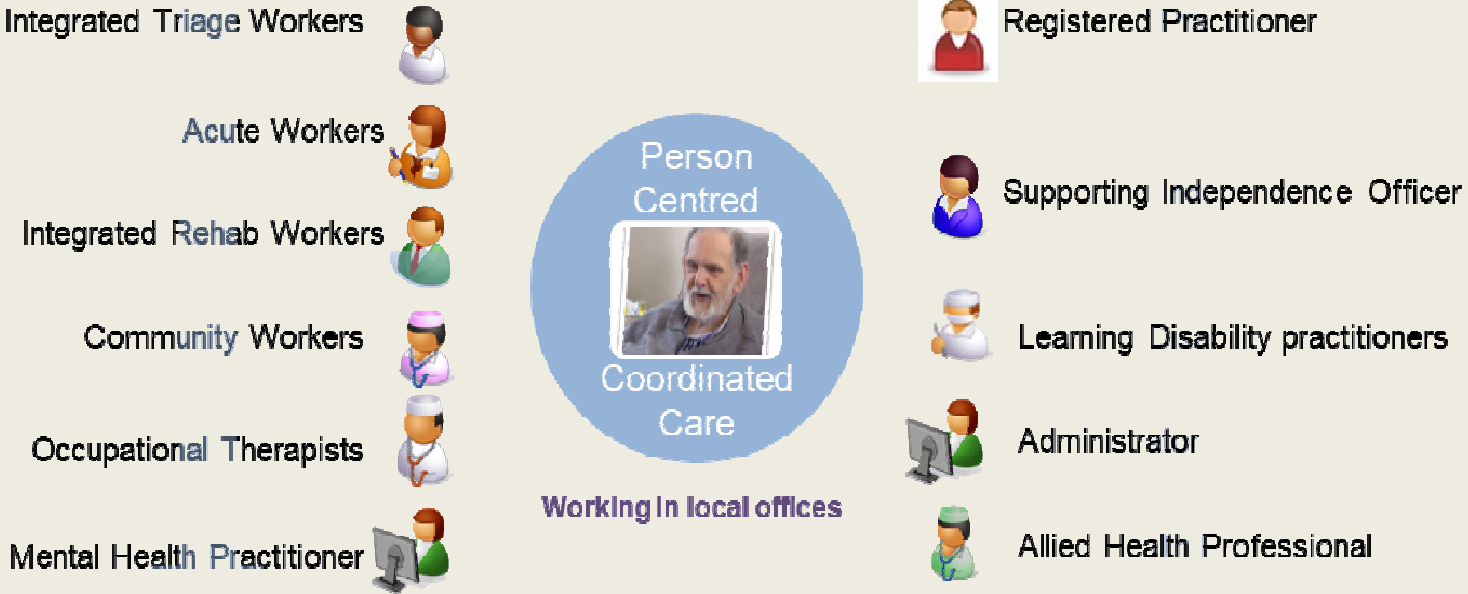 Integrated Triage Workers
Acute Workers
Integrated Rehab Workers
Community Workers
Occupational Therapists
Mental Health Practitioner
Person
Centred
Coordinated
Care
Working in local offices
Registered Practitioner
Supporting Independence Officer
Learning Disability practitioners
Administrator
Allied Health Professional